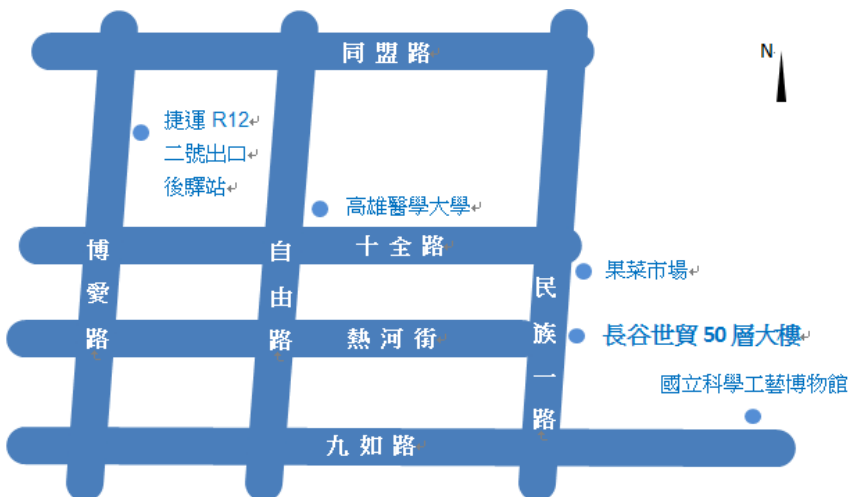 同盟路
N
捷運 R12
二號出口
後驛站
高雄醫學大學
十全路
博愛路
自由路
果菜市場
民族一路
熱河街
長谷世貿 50 層大樓
國立科學工藝博物館
九如路